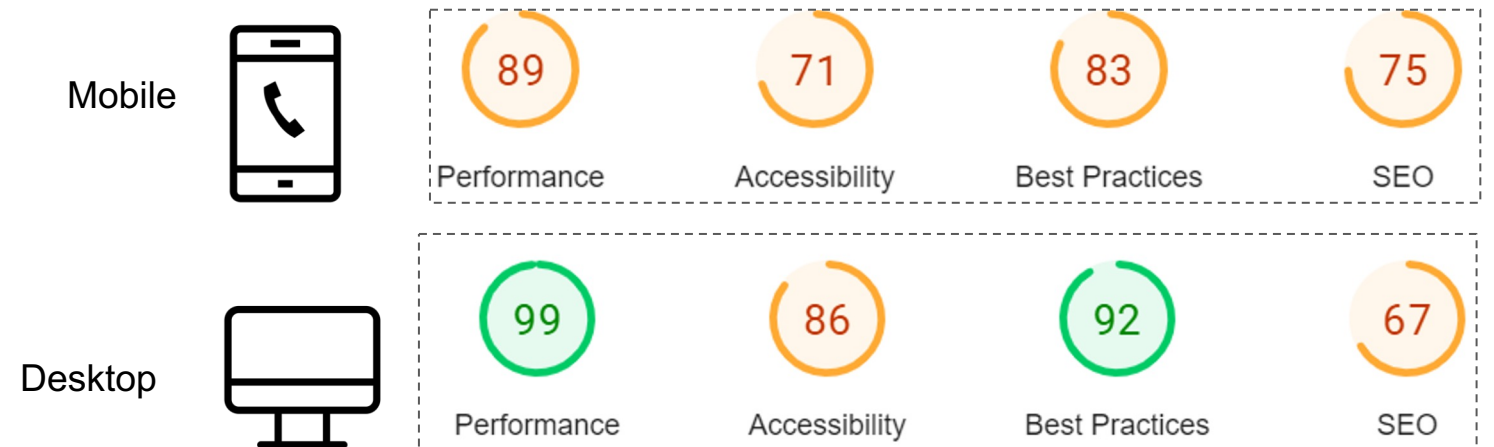 Mobile
89 71 83 75
Performance Accessibility Best Practices SEO
Desktop
99 86 92 67
Performance Accessibility Best Practices SEO